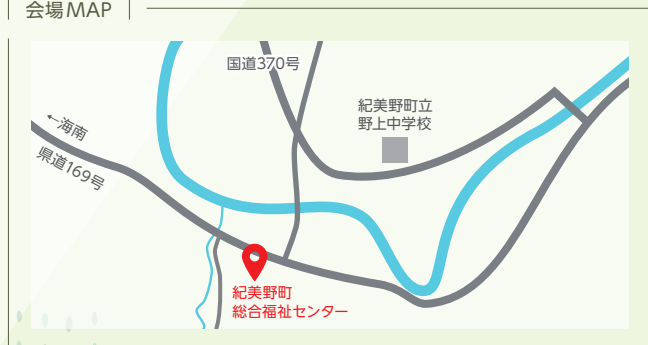 会場MAP
国道370号
紀美野町立
野上中学校
←海南
県道169号
紀美野町
総合福祉センター